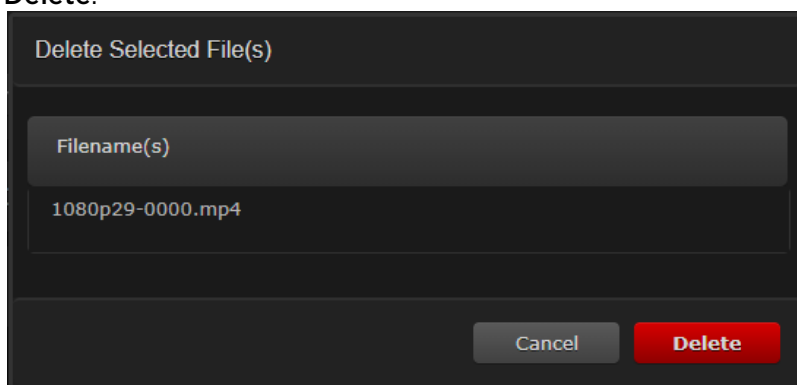 Delete.
Delete Selected File(s)
Filename(s)
1080p29-0000.mp4
Cancel Delete